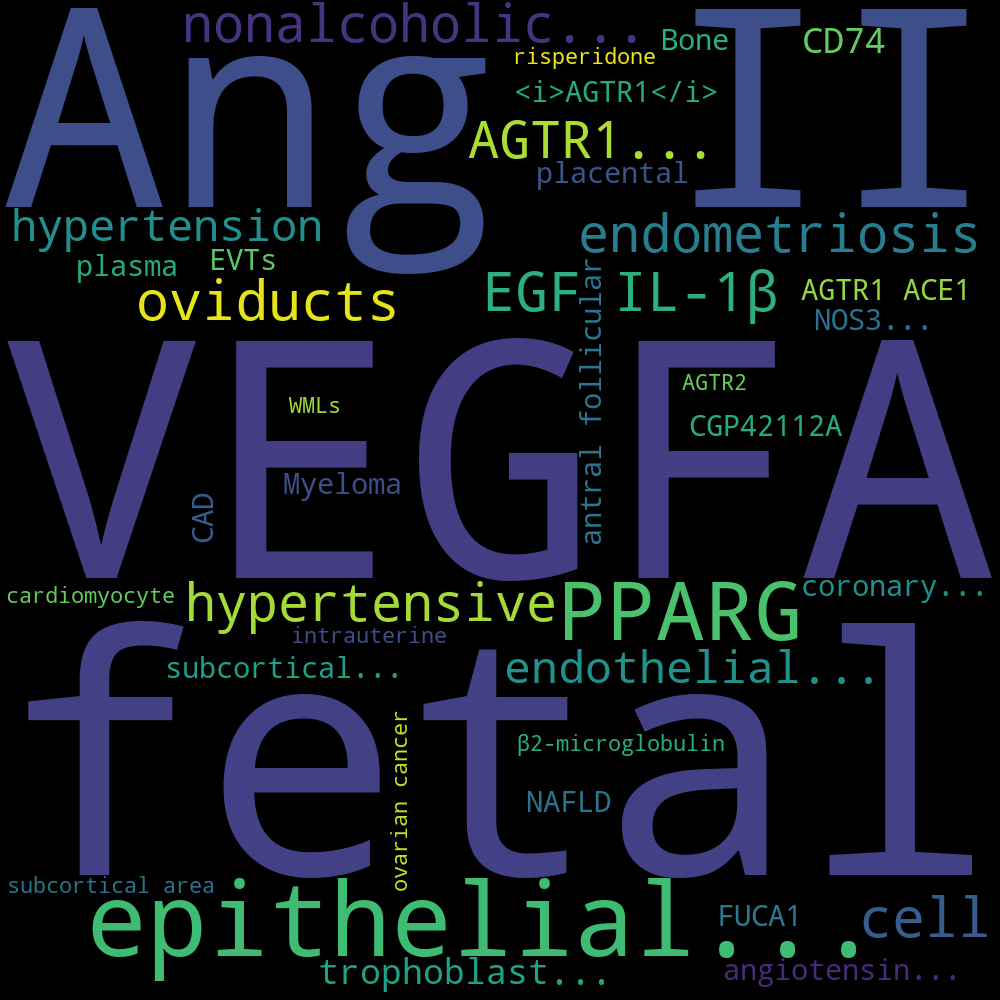 Ang II
nonalcoholic...
risperidone
Bone
CD74
<i>AGTR1</i>
AGTR1...
placental
hypertension
endometriosis
plasma
EVTs
oviducts
EGF
IL-1β
AGTR1 ACE1
NOS3...
antral follicular
VEGFA
AGTR2
WMLs
CGP42112A
Myeloma
CAD
cardiomyocyte
hypertensive
PPARG
coronary...
intrauterine
subcortical...
endothelial...
fetal
ovarian cancer
β2-microglobulin
NAFLD
subcortical area
epithelial...
FUCA1
cell
trophoblast...
angiotensin...